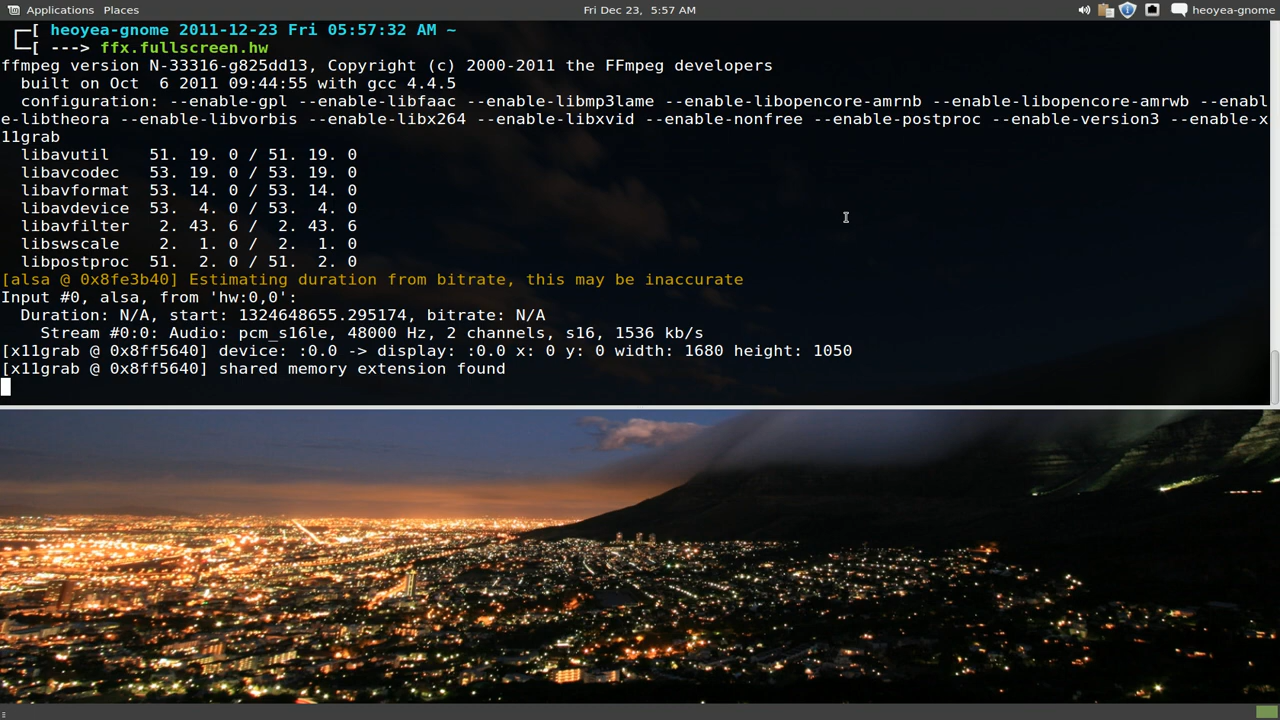 Applications Places Fri Dec 23, 5:57 AM heoyea-gnome
[ heoyea-gnome 2011-12-23 Fri 05:57:32 AM ~
[ ---> ffx.fullscreen.hw
ffmpeg version N-33316-g825dd13, Copyright (c) 2000-2011 the FFmpeg developers
  built on Oct  6 2011 09:44:55 with gcc 4.4.5
  configuration: --enable-gpl --enable-libfaac --enable-libmp3lame --enable-libopencore-amrnb --enable-libopencore-amrwb --enabl
e-libtheora --enable-libvorbis --enable-libx264 --enable-libxvid --enable-nonfree --enable-postproc --enable-version3 --enable-x
11grab
  libavutil    51. 19. 0 / 51. 19. 0
  libavcodec   53. 19. 0 / 53. 19. 0
  libavformat  53. 14. 0 / 53. 14. 0
  libavdevice  53.  4. 0 / 53.  4. 0
  libavfilter   2. 43. 6 /  2. 43. 6
  libswscale    2.  1. 0 /  2.  1. 0
  libpostproc  51.  2. 0 / 51.  2. 0
[alsa @ 0x8fe3b40] Estimating duration from bitrate, this may be inaccurate
Input #0, alsa, from 'hw:0,0':
  Duration: N/A, start: 1324648655.295174, bitrate: N/A
    Stream #0:0: Audio: pcm_s16le, 48000 Hz, 2 channels, s16, 1536 kb/s
[x11grab @ 0x8ff5640] device: :0.0 -> display: :0.0 x: 0 y: 0 width: 1680 height: 1050
[x11grab @ 0x8ff5640] shared memory extension found